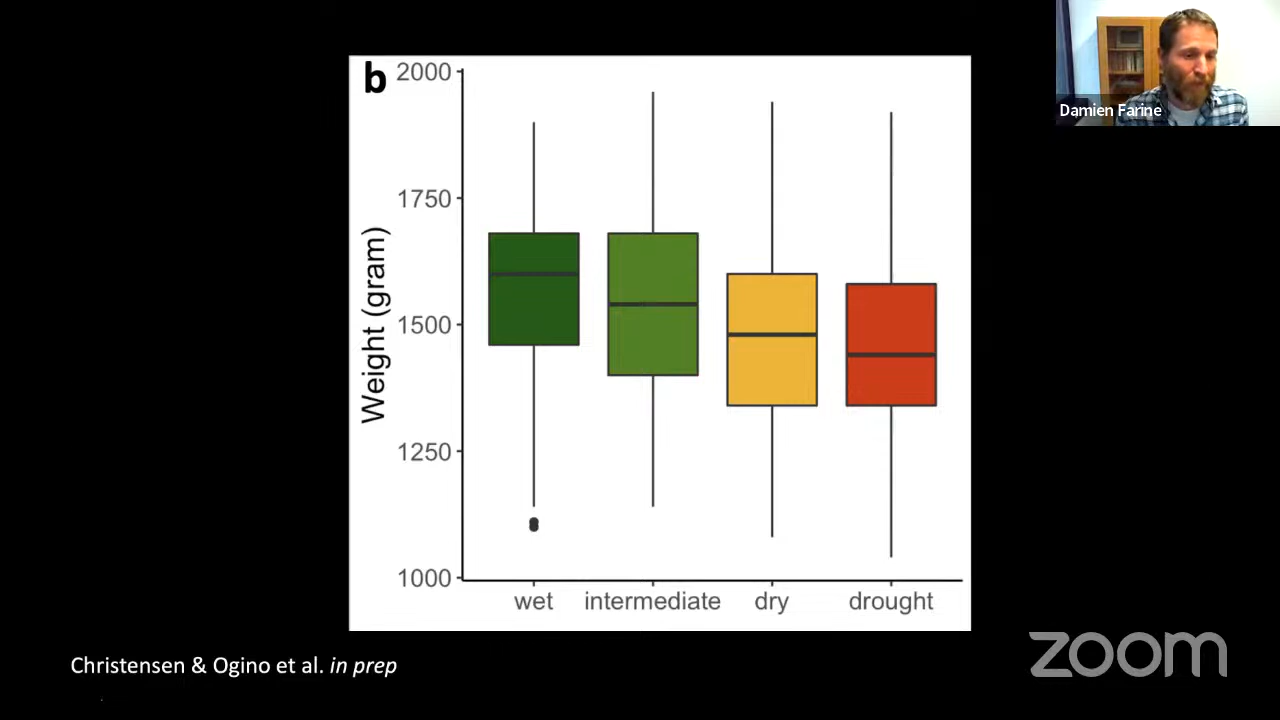 b
2000
1750
1500
1250
1000
Weight (gram)
wet intermediate dry drought
Damien Farine
Christensen & Ogino et al. in prep
zoom